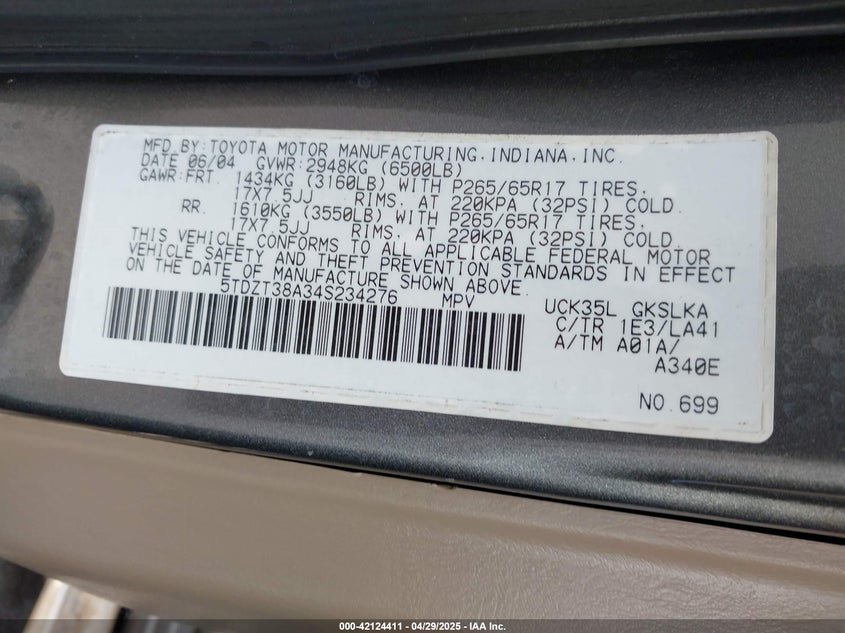 MFD BY:TOYOTA MOTOR MANUFACTURING.INDIANA,INC.
DATE 06/04 GVWR:2948KG (6500LB)
GAWR:FRT. 1434KG (3160LB) WITH P265/65R17 TIRES.
17X7.5JJ RIMS. AT 220KPA (32PSI) COLD.
RR. 1610KG (3550LB) WITH P265/65R17 TIRES.
17X7.5JJ RIMS. AT 220KPA (32PSI) COLD.
THIS VEHICLE CONFORMS TO ALL APPLICABLE FEDERAL MOTOR
VEHICLE SAFETY AND THEFT PREVENTION STANDARDS IN EFFECT
ON THE DATE OF MANUFACTURE SHOWN ABOVE.
5TDZT38A34S234276 MPV
UCK35L GKSLKA
C/TR 1E3/LA41
A/TM A01A/
A340E
NO.699
000-42124411 - 04/29/2025 - IAA Inc.